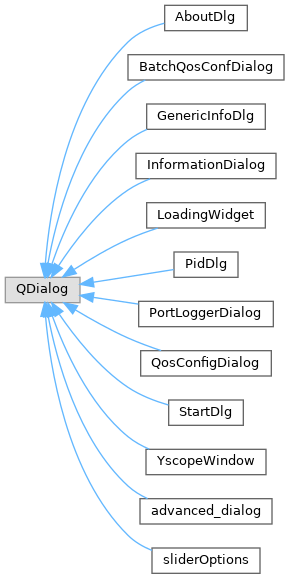 AboutDlg
BatchQosConfDialog
GenericInfoDlg
InformationDialog
LoadingWidget
PidDlg
QDialog
PortLoggerDialog
QosConfigDialog
StartDlg
YscopeWindow
advanced_dialog
sliderOptions